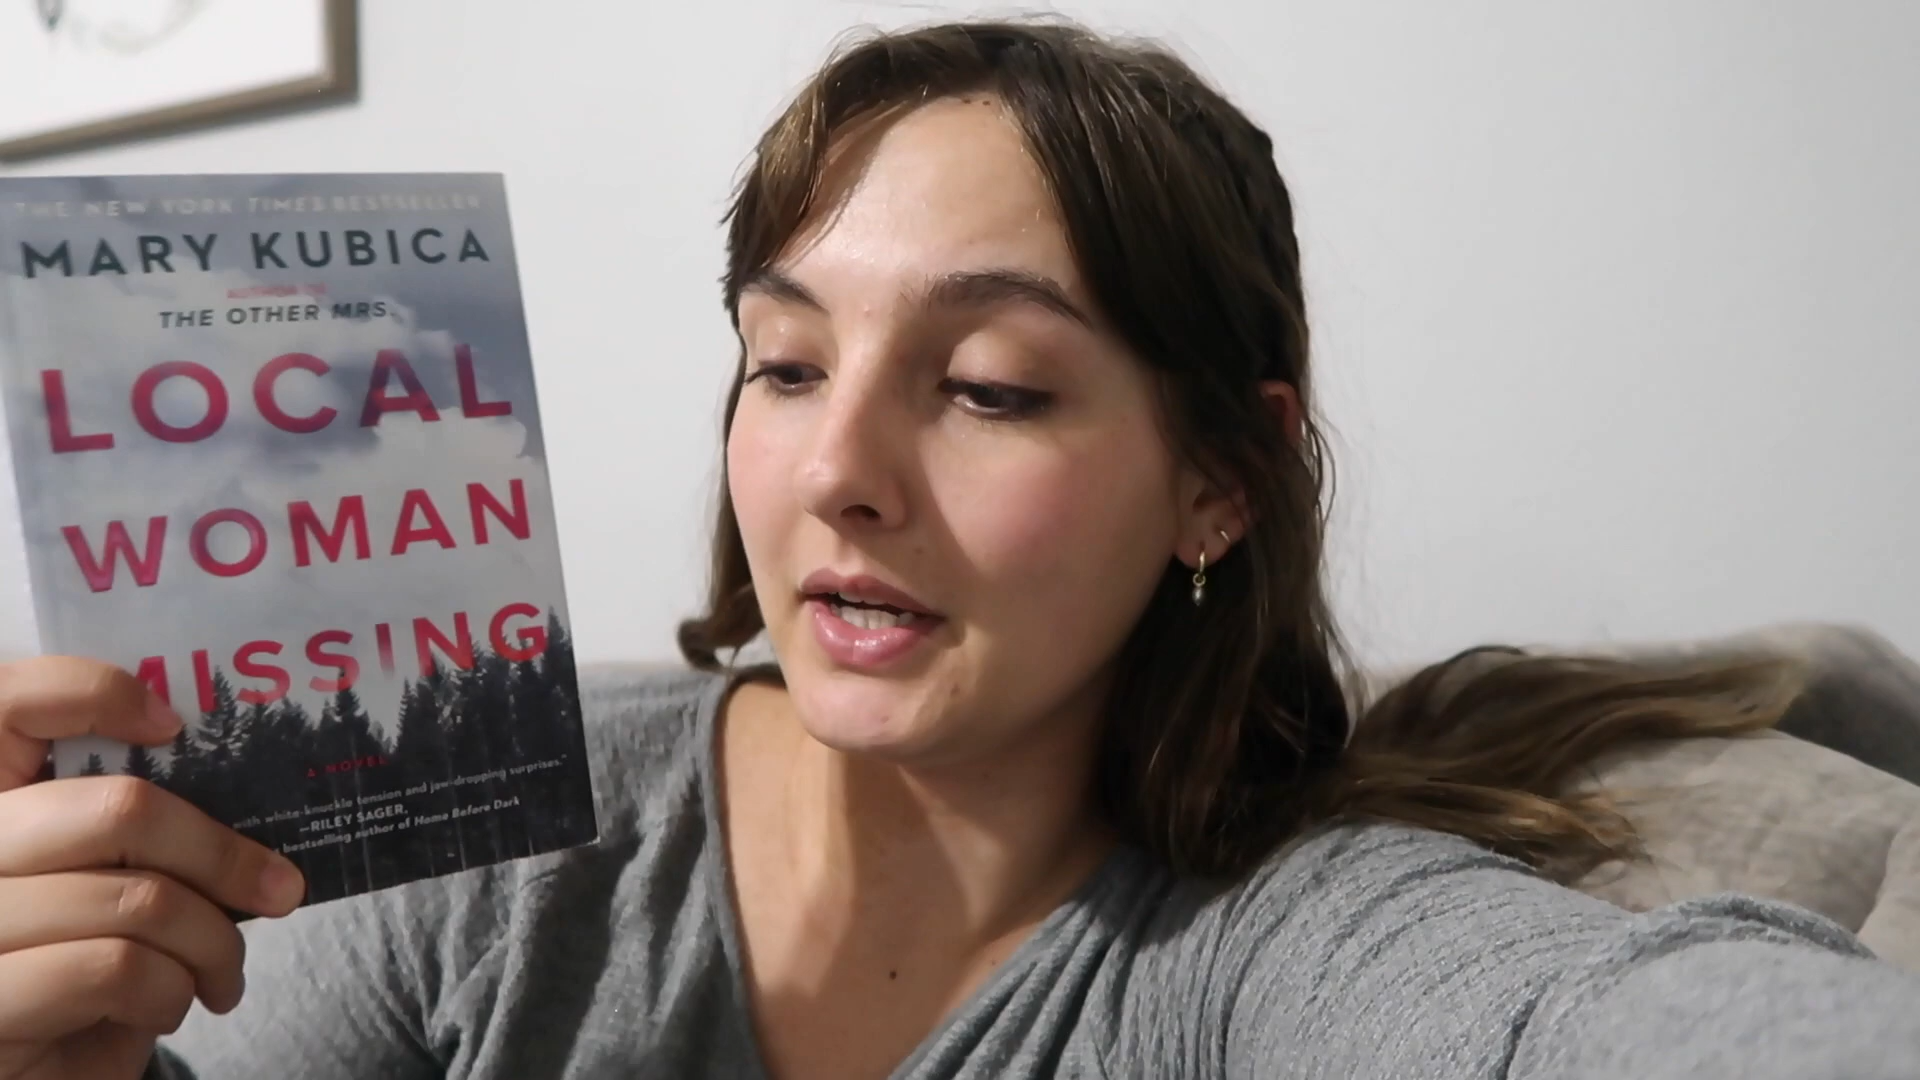 THE NEW YORK TIMES BESTSELLER
MARY KUBICA
AUTHOR OF
THE OTHER MRS.
LOCAL
WOMAN
MISSING
A NOVEL
with white-knuckle tension and jaw-dropping surprises."
—RILEY SAGER,
bestselling author of Home Before Dark